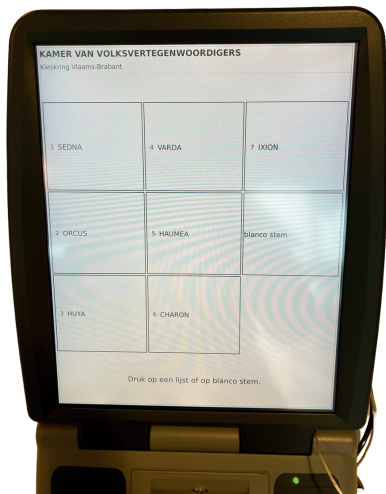 KAMER VAN VOLKSVERTEGENWOORDIGERS
Kieskring Vlaams-Brabant
1 SEDNA
4 VARDA
7 IXION
2 ORCUS
5 HAUMEA
blanco stem
3 HUYA
6 CHARON
Druk op een lijst of op blanco stem.